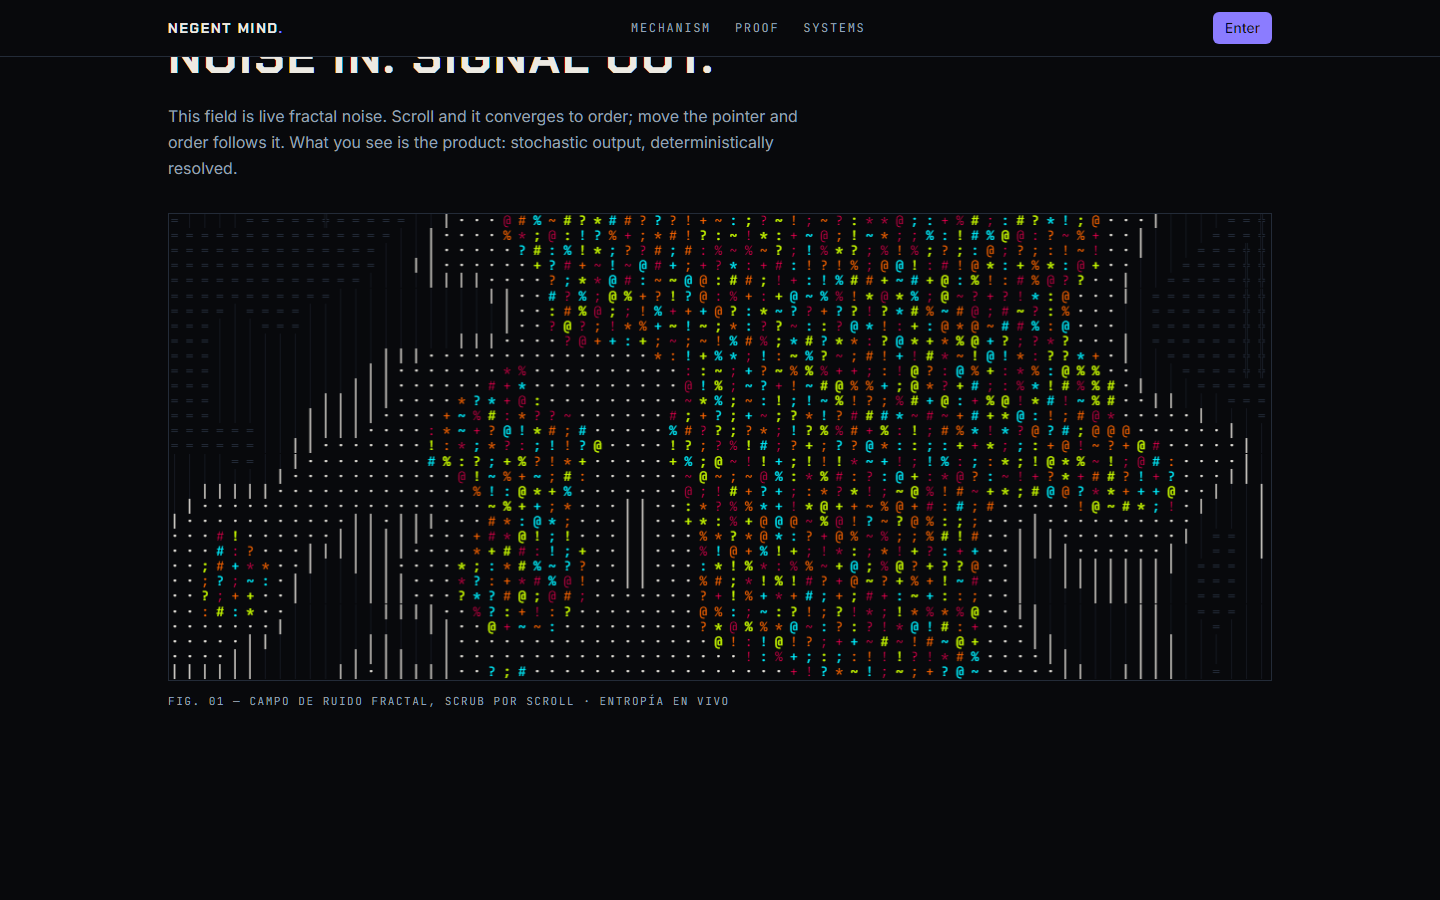 NEGENT MIND.
MECHANISM PROOF SYSTEMS
Enter
NOISE IN. SIGNAL OUT.
This field is live fractal noise. Scroll and it converges to order; move the pointer and
order follows it. What you see is the product: stochastic output, deterministically
resolved.
FIG. 01 — CAMPO DE RUIDO FRACTAL, SCRUB POR SCROLL · ENTROPÍA EN VIVO